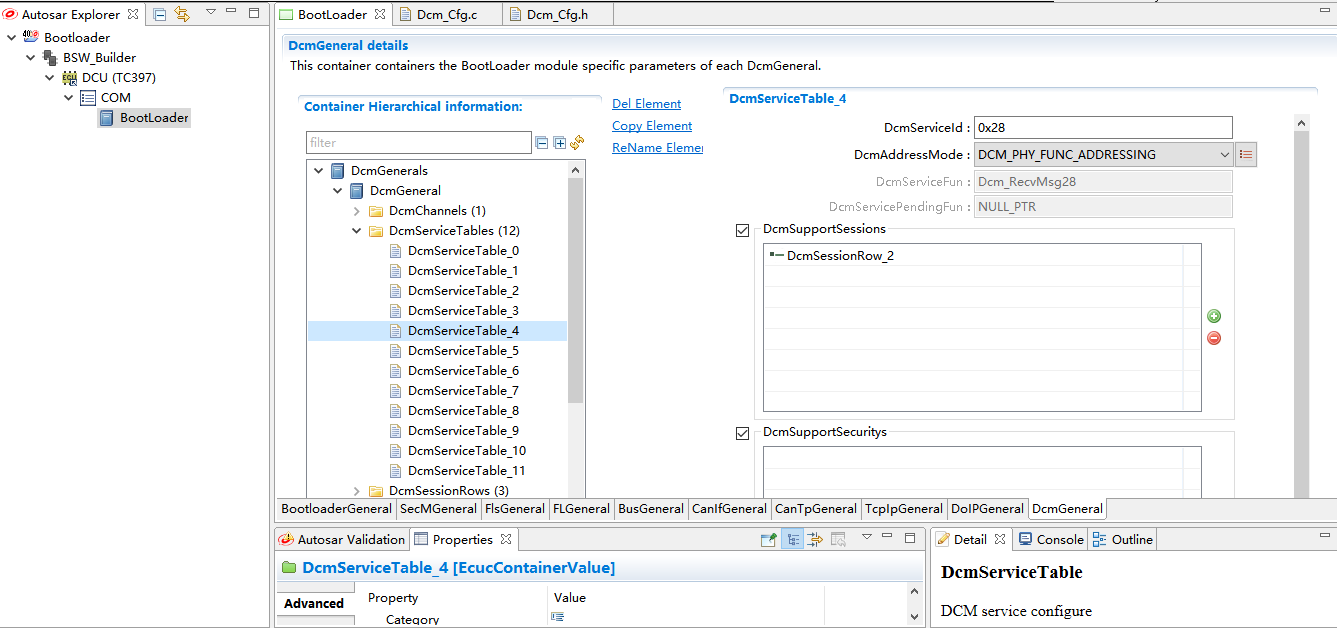 Autosar Explorer
Bootloader
BSW_Builder
DCU (TC397)
COM
BootLoader
BootLoader
Dcm_Cfg.c
Dcm_Cfg.h
DcmGeneral details
This container containers the BootLoader module specific parameters of each DcmGeneral.
Container Hierarchical information:
filter
DcmGenerals
DcmGeneral
DcmChannels (1)
DcmServiceTables (12)
DcmServiceTable_0
DcmServiceTable_1
DcmServiceTable_2
DcmServiceTable_3
DcmServiceTable_4
DcmServiceTable_5
DcmServiceTable_6
DcmServiceTable_7
DcmServiceTable_8
DcmServiceTable_9
DcmServiceTable_10
DcmServiceTable_11
DcmSessionRows (3)
Del Element
Copy Element
ReName Elemer
DcmServiceTable_4
DcmServiceId : 0x28
DcmAddressMode : DCM_PHY_FUNC_ADDRESSING
DcmServiceFun : Dcm_RecvMsg28
DcmServicePendingFun : NULL_PTR
DcmSupportSessions
DcmSessionRow_2
DcmSupportSecuritys
BootloaderGeneral SecMGeneral FlsGeneral FLGeneral BusGeneral CanIfGeneral CanTpGeneral TcpIpGeneral DoIPGeneral DcmGeneral
Autosar Validation
Properties
DcmServiceTable_4 [EcucContainerValue]
Advanced
Property Value
Category
Detail
Console
Outline
DcmServiceTable
DCM service configure